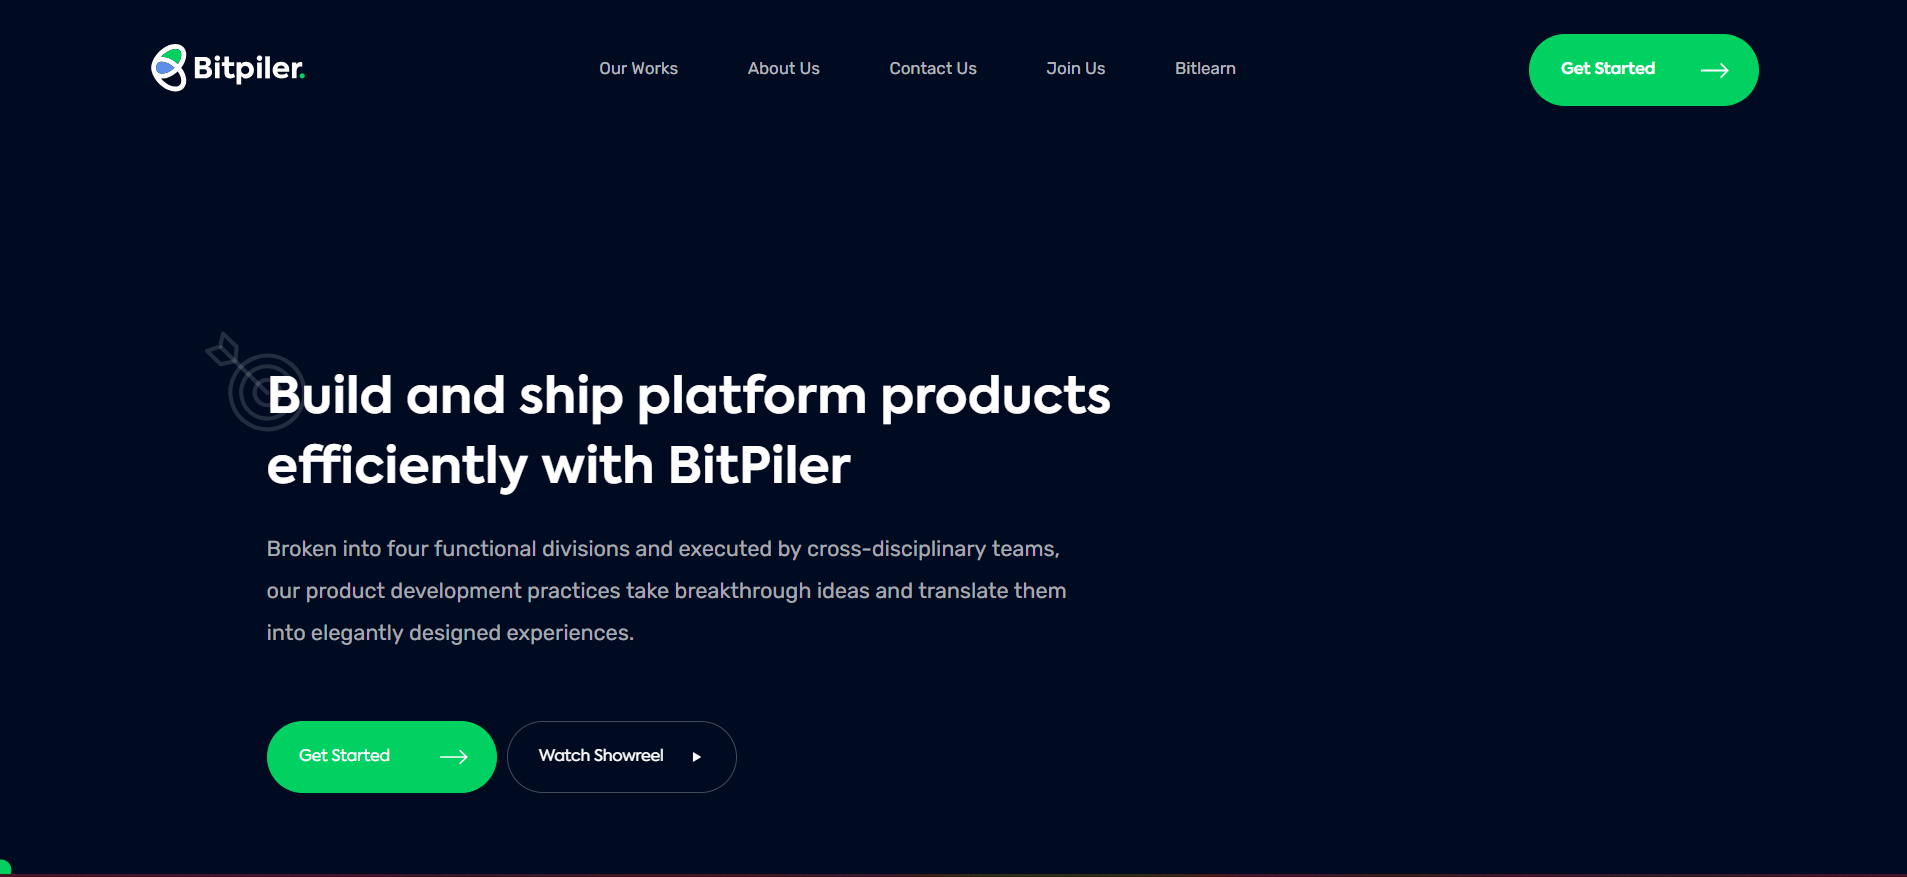 Bitpiler.
Our Works
About Us
Contact Us
Join Us
Bitlearn
Get Started
Build and ship platform products
efficiently with BitPiler
Broken into four functional divisions and executed by cross-disciplinary teams,
our product development practices take breakthrough ideas and translate them
into elegantly designed experiences.
Get Started
Watch Showreel